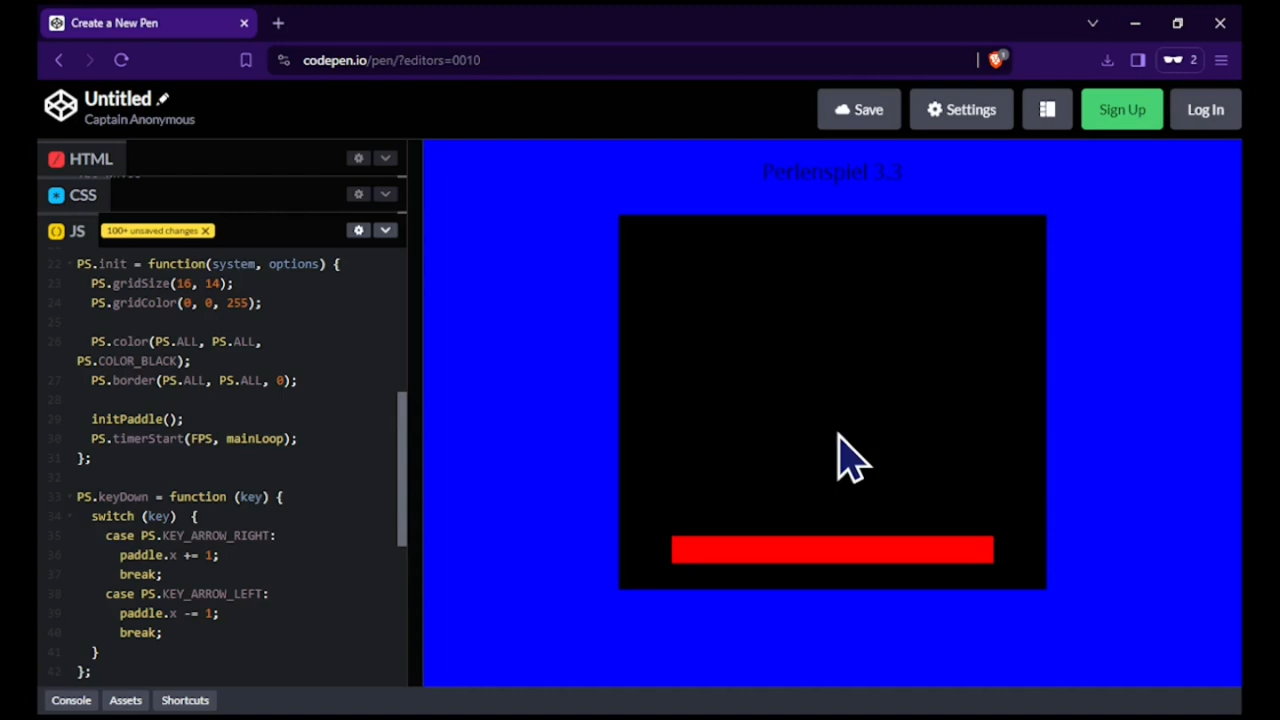 Create a New Pen
codepen.io/pen/?editors=0010
1
2
Untitled
Captain Anonymous
Save
Settings
Sign Up
Log In
HTML
CSS
JS
100+ unsaved changes
22 PS.init = function(system, options) {
23 PS.gridSize(16, 14);
24 PS.gridColor(0, 0, 255);
25
26 PS.color(PS.ALL, PS.ALL,
PS.COLOR_BLACK);
27 PS.border(PS.ALL, PS.ALL, 0);
28
29 initPaddle();
30 PS.timerStart(FPS, mainLoop);
31 };
32
33 PS.keyDown = function (key) {
34 switch (key) {
35 case PS.KEY_ARROW_RIGHT:
36 paddle.x += 1;
37 break;
38 case PS.KEY_ARROW_LEFT:
39 paddle.x -= 1;
40 break;
41 }
42 };
Perlenspiel 3.3
Console
Assets
Shortcuts